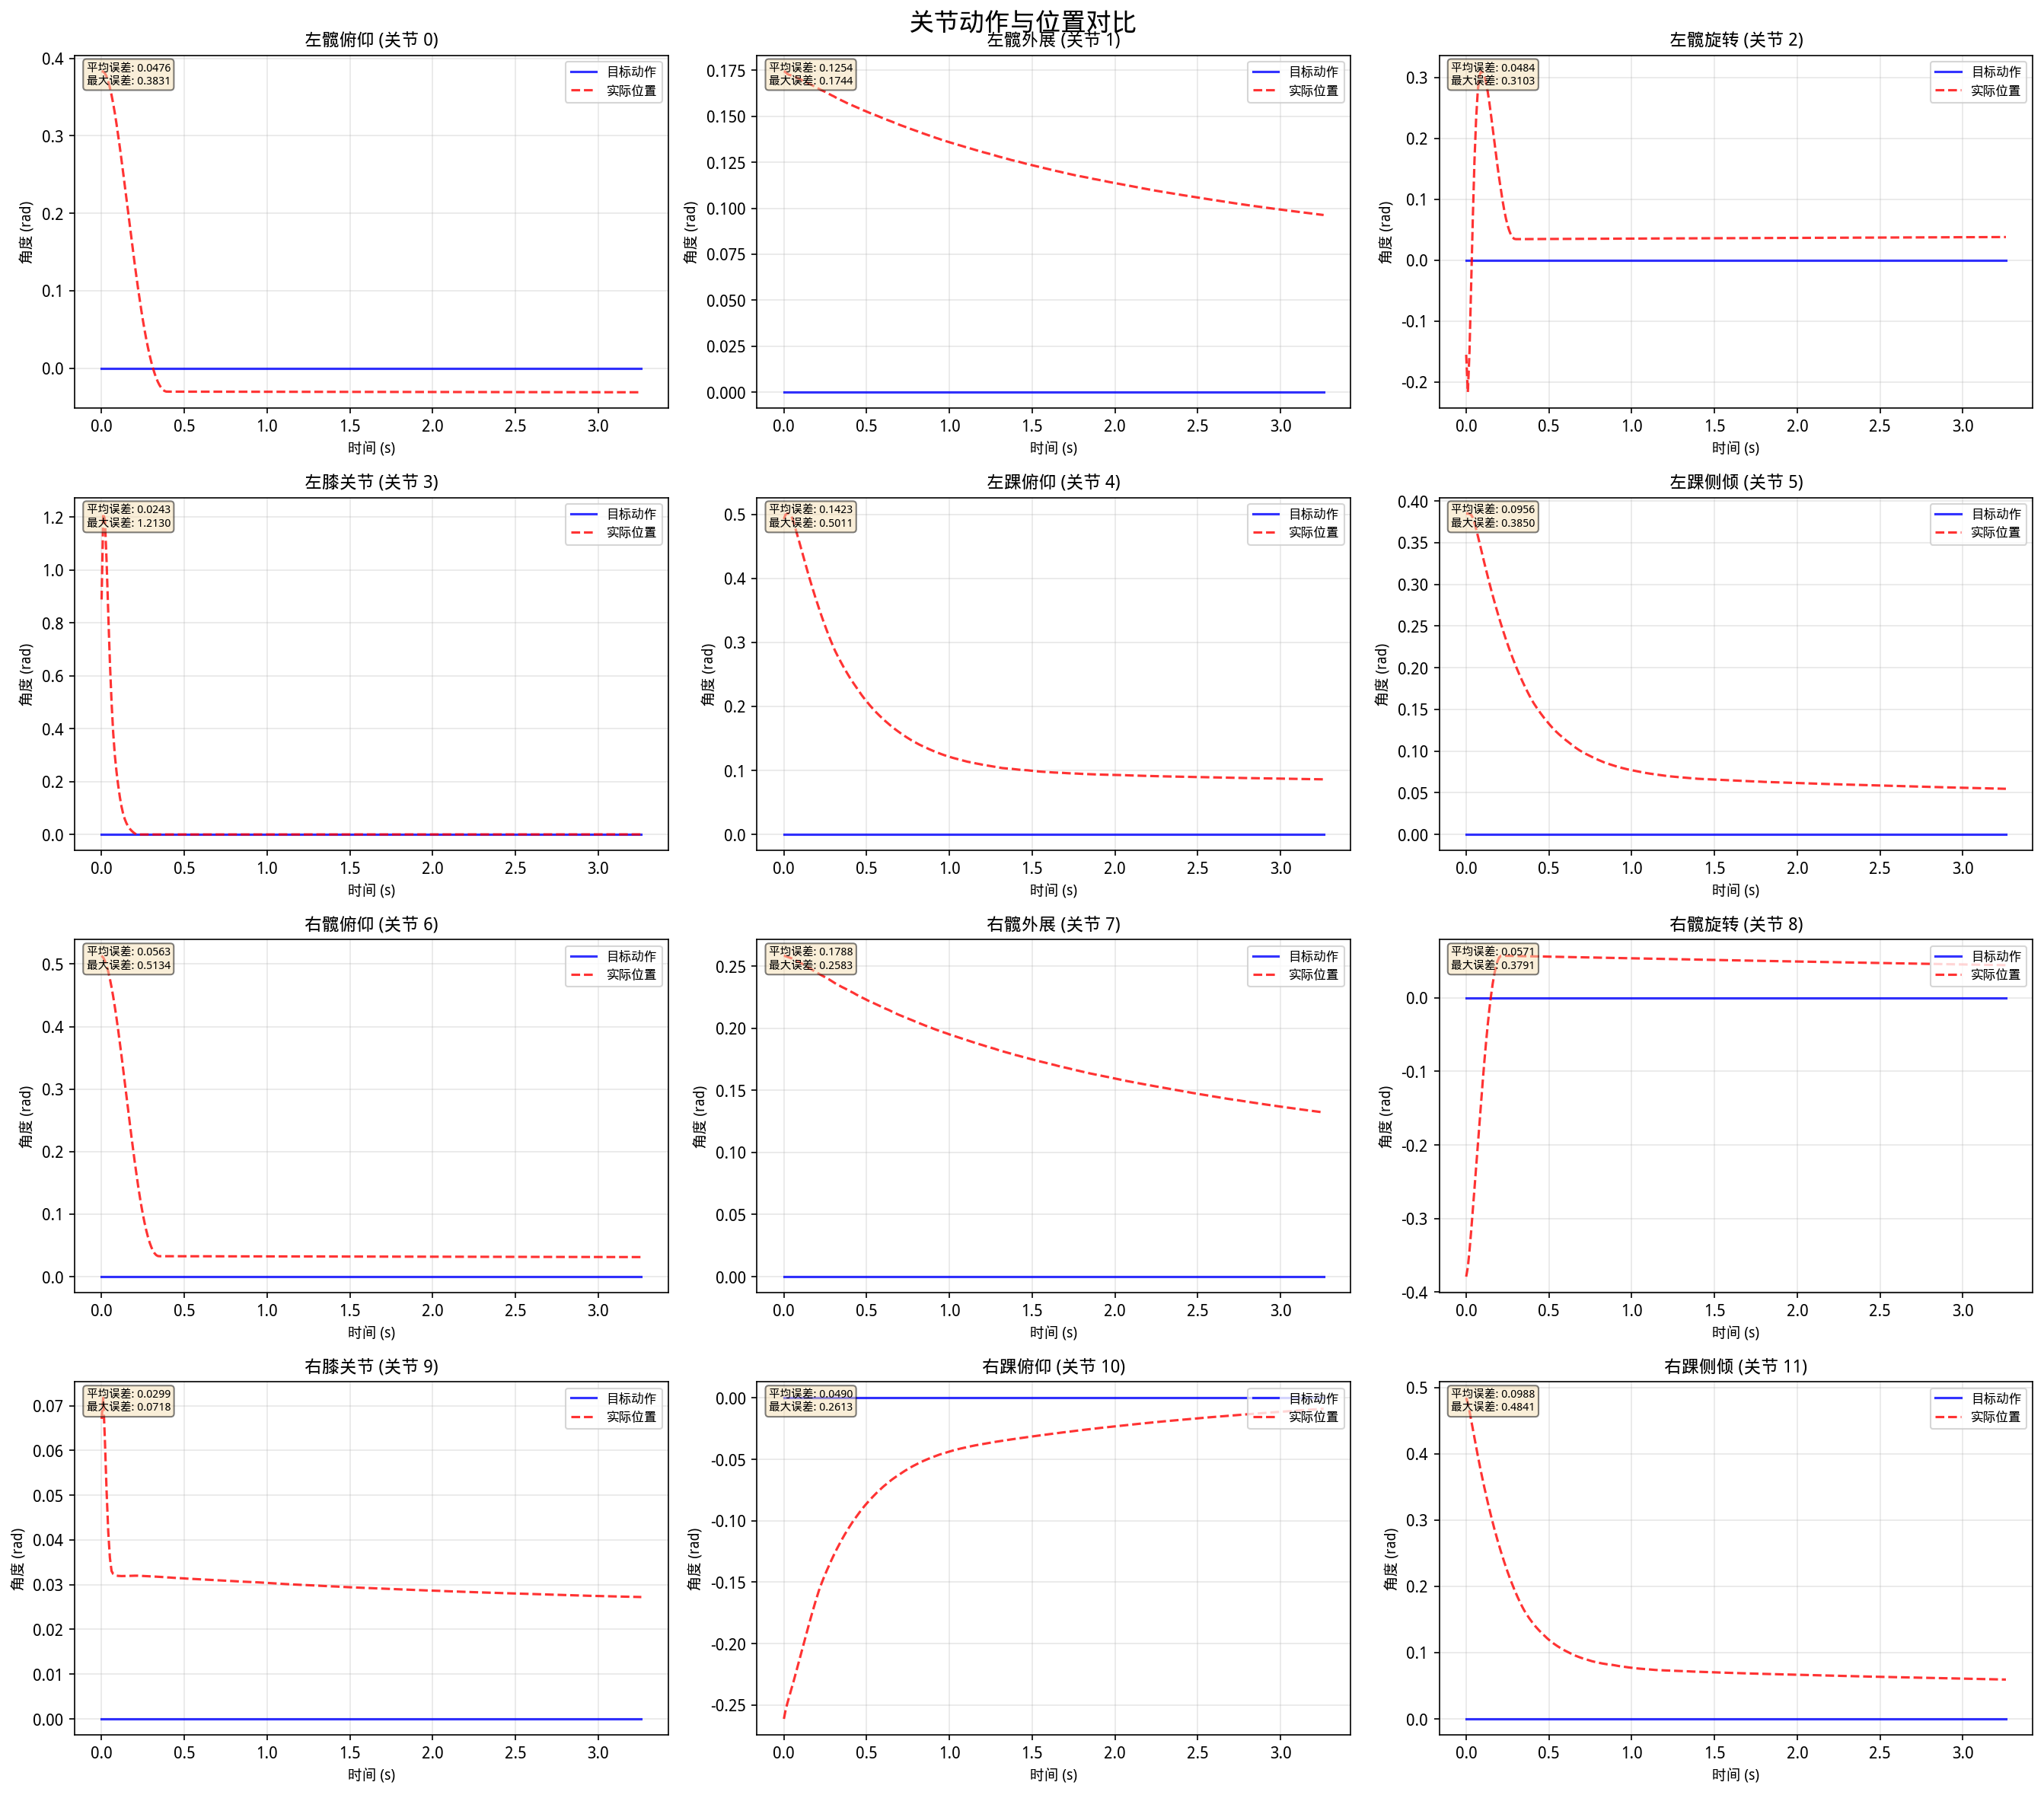 关节动作与位置对比
左髋俯仰 (关节 0)
平均误差: 0.0476
最大误差: 0.3831
目标动作
实际位置
角度 (rad)
0.4
0.3
0.2
0.1
0.0
0.0 0.5 1.0 1.5 2.0 2.5 3.0
时间 (s)
左髋外展 (关节 1)
平均误差: 0.1254
最大误差: 0.1744
目标动作
实际位置
角度 (rad)
0.175
0.150
0.125
0.100
0.075
0.050
0.025
0.000
0.0 0.5 1.0 1.5 2.0 2.5 3.0
时间 (s)
左髋旋转 (关节 2)
平均误差: 0.0484
最大误差: 0.3103
目标动作
实际位置
角度 (rad)
0.3
0.2
0.1
0.0
-0.1
-0.2
0.0 0.5 1.0 1.5 2.0 2.5 3.0
时间 (s)
左膝关节 (关节 3)
平均误差: 0.0243
最大误差: 1.2130
目标动作
实际位置
角度 (rad)
1.2
1.0
0.8
0.6
0.4
0.2
0.0
0.0 0.5 1.0 1.5 2.0 2.5 3.0
时间 (s)
左踝俯仰 (关节 4)
平均误差: 0.1423
最大误差: 0.5011
目标动作
实际位置
角度 (rad)
0.5
0.4
0.3
0.2
0.1
0.0
0.0 0.5 1.0 1.5 2.0 2.5 3.0
时间 (s)
左踝侧倾 (关节 5)
平均误差: 0.0956
最大误差: 0.3850
目标动作
实际位置
角度 (rad)
0.40
0.35
0.30
0.25
0.20
0.15
0.10
0.05
0.00
0.0 0.5 1.0 1.5 2.0 2.5 3.0
时间 (s)
右髋俯仰 (关节 6)
平均误差: 0.0563
最大误差: 0.5134
目标动作
实际位置
角度 (rad)
0.5
0.4
0.3
0.2
0.1
0.0
0.0 0.5 1.0 1.5 2.0 2.5 3.0
时间 (s)
右髋外展 (关节 7)
平均误差: 0.1788
最大误差: 0.2583
目标动作
实际位置
角度 (rad)
0.25
0.20
0.15
0.10
0.05
0.00
0.0 0.5 1.0 1.5 2.0 2.5 3.0
时间 (s)
右髋旋转 (关节 8)
平均误差: 0.0571
最大误差: 0.3791
目标动作
实际位置
角度 (rad)
0.0
-0.1
-0.2
-0.3
-0.4
0.0 0.5 1.0 1.5 2.0 2.5 3.0
时间 (s)
右膝关节 (关节 9)
平均误差: 0.0299
最大误差: 0.0718
目标动作
实际位置
角度 (rad)
0.07
0.06
0.05
0.04
0.03
0.02
0.01
0.00
0.0 0.5 1.0 1.5 2.0 2.5 3.0
时间 (s)
右踝俯仰 (关节 10)
平均误差: 0.0490
最大误差: 0.2613
目标动作
实际位置
角度 (rad)
0.00
-0.05
-0.10
-0.15
-0.20
-0.25
0.0 0.5 1.0 1.5 2.0 2.5 3.0
时间 (s)
右踝侧倾 (关节 11)
平均误差: 0.0988
最大误差: 0.4841
目标动作
实际位置
角度 (rad)
0.5
0.4
0.3
0.2
0.1
0.0
0.0 0.5 1.0 1.5 2.0 2.5 3.0
时间 (s)